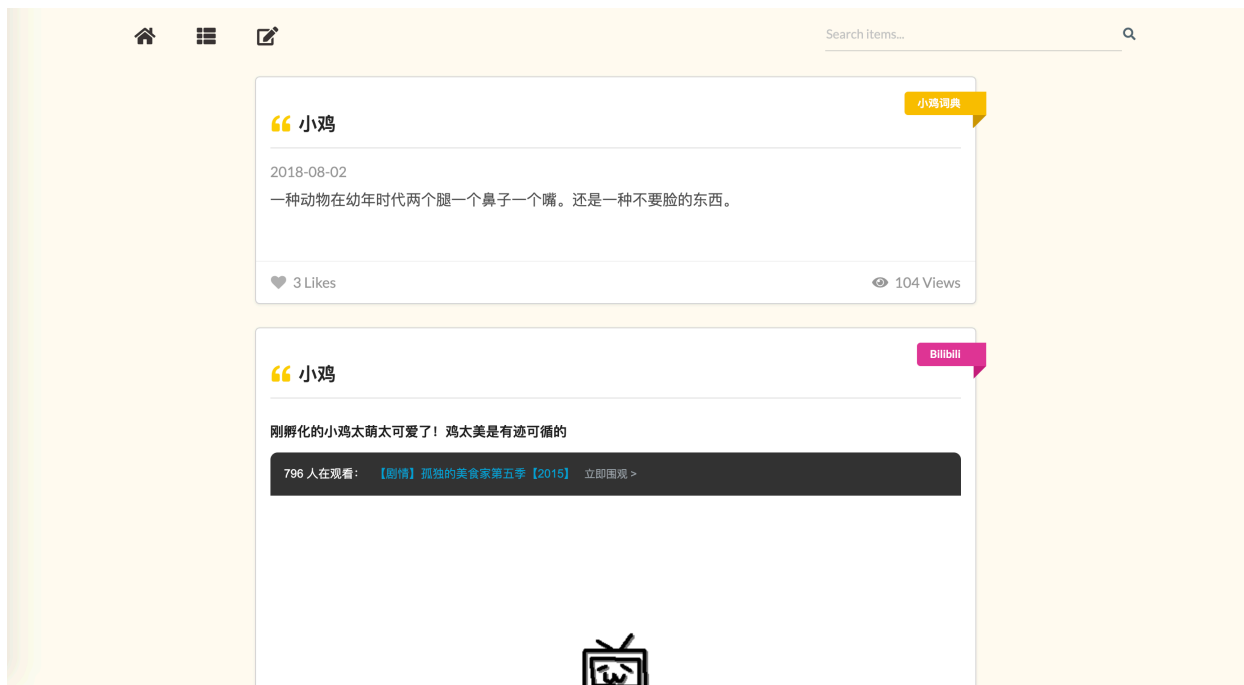 Search items...
小鸡词典
小鸡
2018-08-02
一种动物在幼年时代两个腿一个鼻子一个嘴。还是一种不要脸的东西。
3 Likes
104 Views
Bilibili
小鸡
刚孵化的小鸡太萌太可爱了！鸡太美是有迹可循的
796 人在观看： 【剧情】孤独的美食家第五季【2015】 立即围观 >